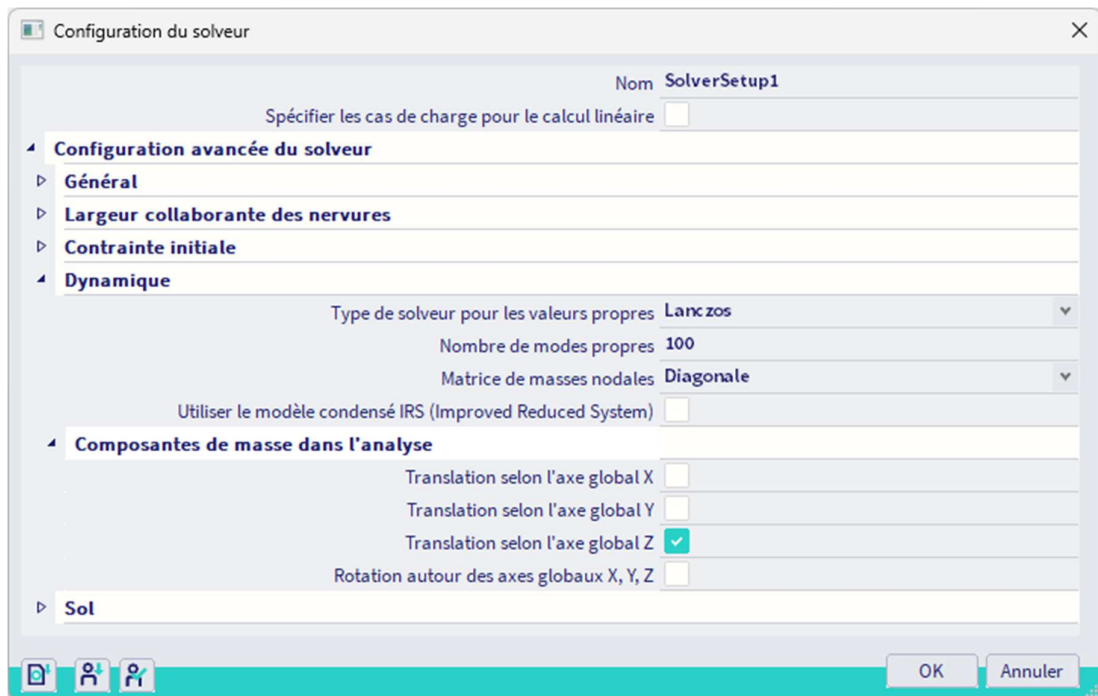 Configuration du solveur
Nom SolverSetup1
Spécifier les cas de charge pour le calcul linéaire
Configuration avancée du solveur
Général
Largeur collaborante des nervures
Contrainte initiale
Dynamique
Type de solveur pour les valeurs propres Lanczos
Nombre de modes propres 100
Matrice de masses nodales Diagonale
Utiliser le modèle condensé IRS (Improved Reduced System)
Composantes de masse dans l'analyse
Translation selon l'axe global X
Translation selon l'axe global Y
Translation selon l'axe global Z
Rotation autour des axes globaux X, Y, Z
Sol
OK Annuler